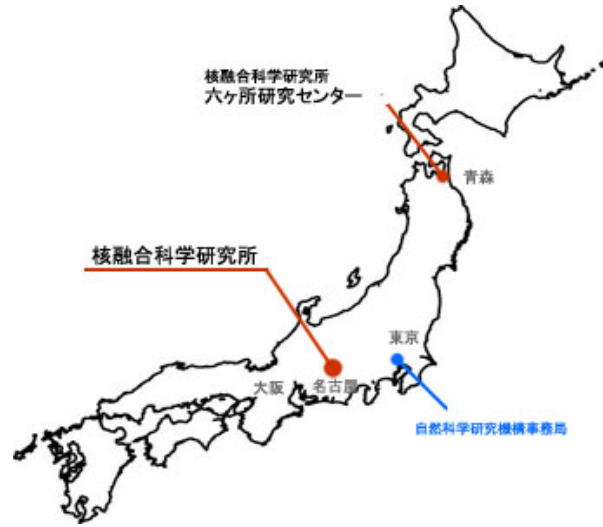 核融合科学研究所
六ヶ所研究センター
青森
核融合科学研究所
東京
大阪
名古屋
自然科学研究機構事務局